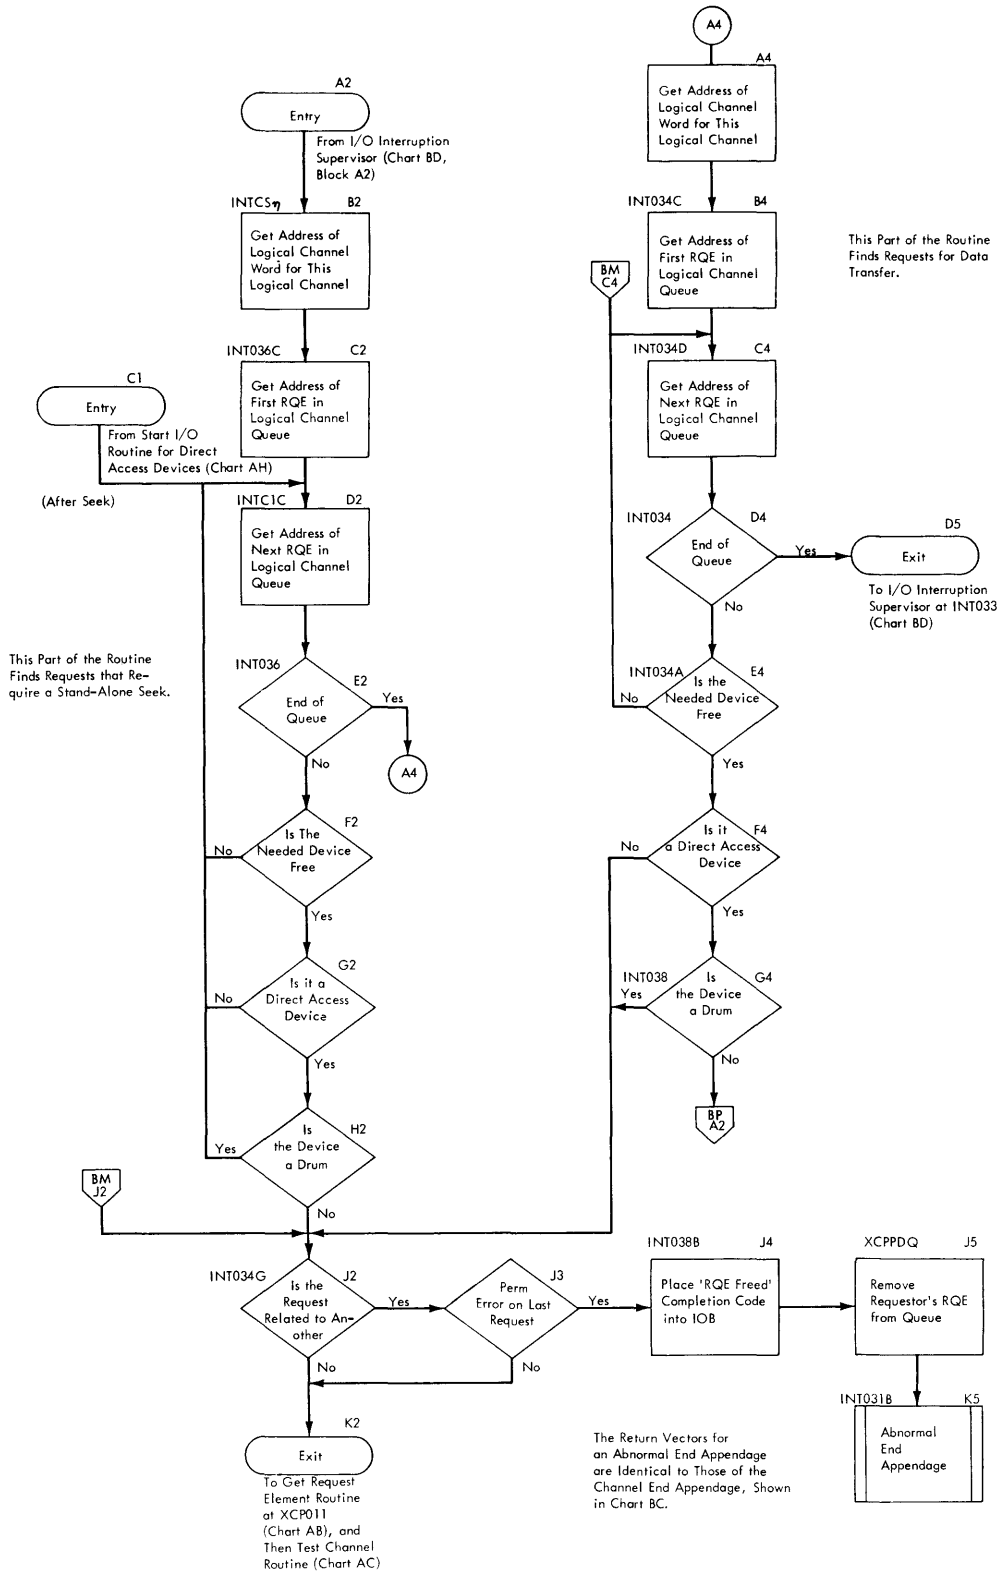 A2
Entry
From I/O Interruption
Supervisor (Chart BD,
Block A2)
INTCSη
B2
Get Address of
Logical Channel
Word for This
Logical Channel
INT036C
C2
Get Address of
First RQE in
Logical Channel
Queue
C1
Entry
From Start I/O
Routine for Direct
Access Devices (Chart AH)
(After Seek)
INTC1C
D2
Get Address of
Next RQE in
Logical Channel
Queue
This Part of the Routine
Finds Requests that Re-
quire a Stand-Alone Seek.
INT036
E2
End of
Queue
Yes
A4
No
F2
Is The
Needed Device
Free
No
Yes
G2
Is it a
Direct Access
Device
No
Yes
H2
Is
the Device
a Drum
Yes
No
BM
J2
INT034G
J2
Is the
Request
Related to An-
other
Yes
No
J3
Perm
Error on Last
Request
Yes
No
INT038B
J4
Place 'RQE Freed'
Completion Code
into IOB
XCPPDQ
J5
Remove
Requestor's RQE
from Queue
INT031B
K5
Abnormal
End
Appendage
K2
Exit
To Get Request
Element Routine
at XCP011
(Chart AB), and
Then Test Channel
Routine (Chart AC)
The Return Vectors for
an Abnormal End Appendage
are Identical to Those of the
Channel End Appendage, Shown
in Chart BC.
A4
A4
Get Address of
Logical Channel
Word for This
Logical Channel
INT034C
B4
Get Address of
First RQE in
Logical Channel
Queue
This Part of the Routine
Finds Requests for Data
Transfer.
BM
C4
INT034D
C4
Get Address of
Next RQE in
Logical Channel
Queue
INT034
D4
End of
Queue
Yes
No
D5
Exit
To I/O Interruption
Supervisor at INT033
(Chart BD)
INT034A
E4
Is the
Needed Device
Free
No
Yes
F4
Is it
a Direct Access
Device
No
Yes
INT038
G4
Is
the Device
a Drum
Yes
No
BP
A2